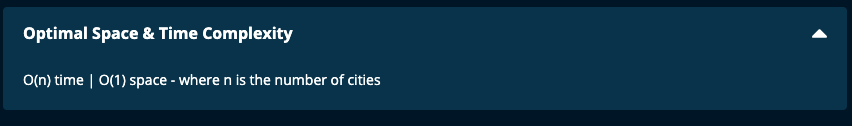 Optimal Space & Time Complexity
O(n) time | O(1) space - where n is the number of cities